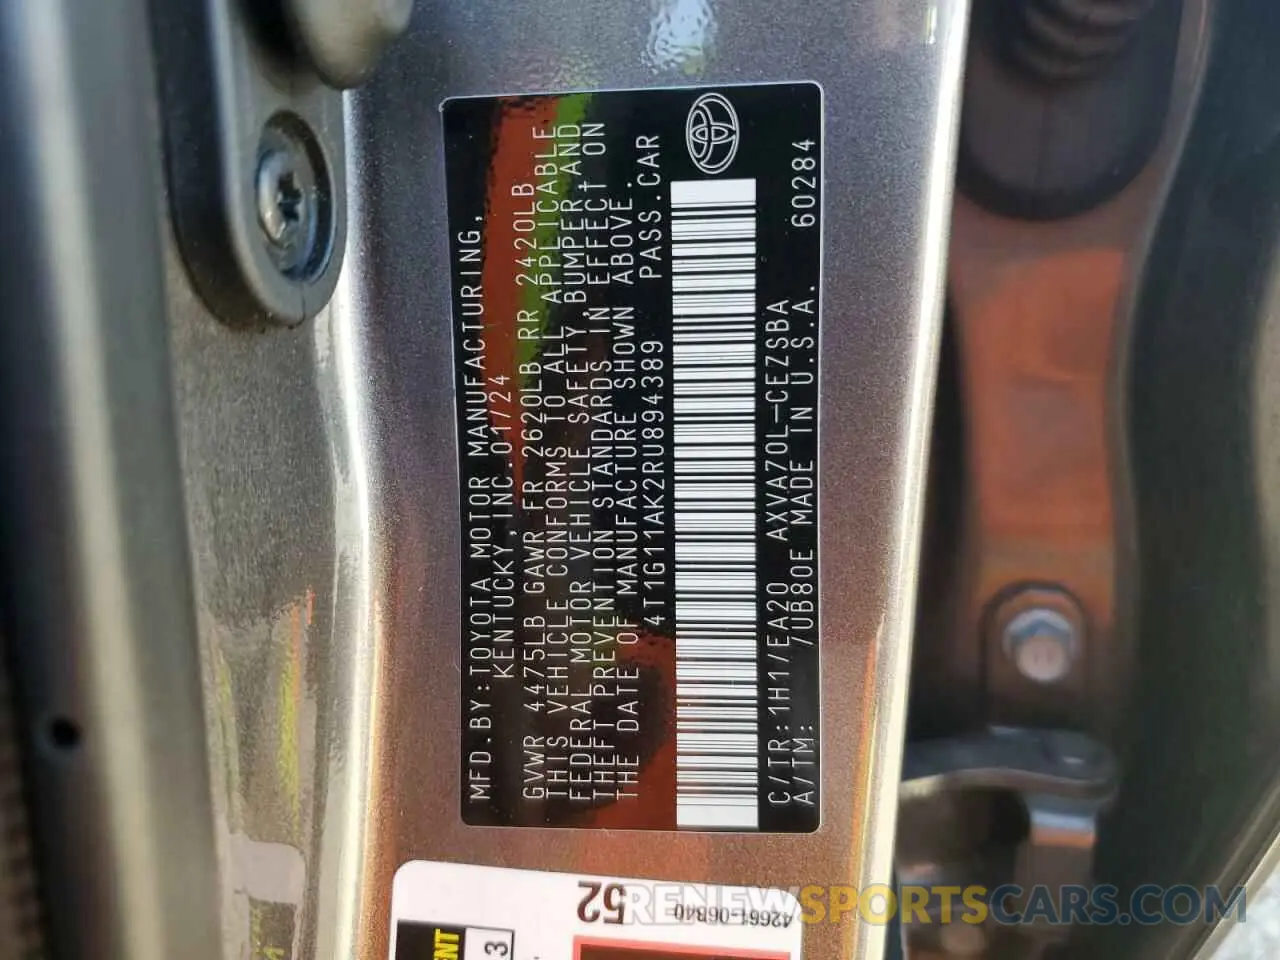 MFD.BY:TOYOTA MOTOR MANUFACTURING,
KENTUCKY,INC.01/24
GVWR 4475LB GAWR FR 2620LB RR 2420LB
THIS VEHICLE CONFORMS TO ALL APPLICABLE
FEDERAL MOTOR VEHICLE SAFETY,BUMPER,AND
THEFT PREVENTION STANDARDS IN EFFECT ON
THE DATE OF MANUFACTURE SHOWN ABOVE.
4T1G11AK2RU894389 PASS.CAR
C/TR:1H1/EA20 AXVA70L-CEZSBA 60284
A/TM: /UB80E MADE IN U.S.A.
52
42661-06B40
3
RENEWSPORTSCARS.COM